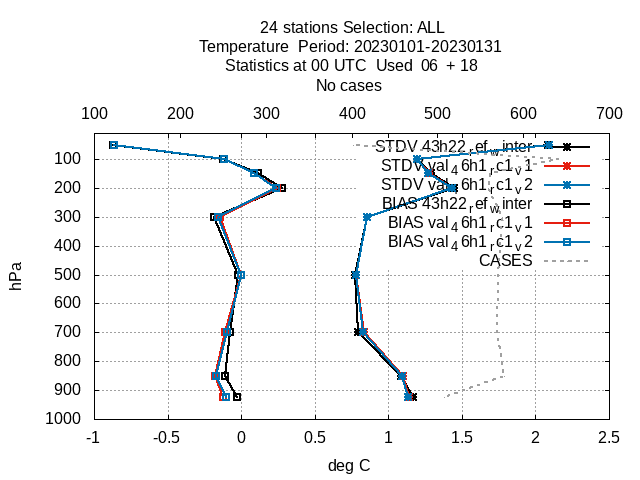 24 stations Selection: ALL
Temperature Period: 20230101-20230131
Statistics at 00 UTC Used 06 + 18
No cases
100 200 300 400 500 600 700
STDV 43h22_ref_winter
STDV val_46h1_rc1_v1
STDV val_46h1_rc1_v2
BIAS 43h22_ref_winter
BIAS val_46h1_rc1_v1
BIAS val_46h1_rc1_v2
CASES
hPa
100
200
300
400
500
600
700
800
900
1000
-1 -0.5 0 0.5 1 1.5 2 2.5
deg C